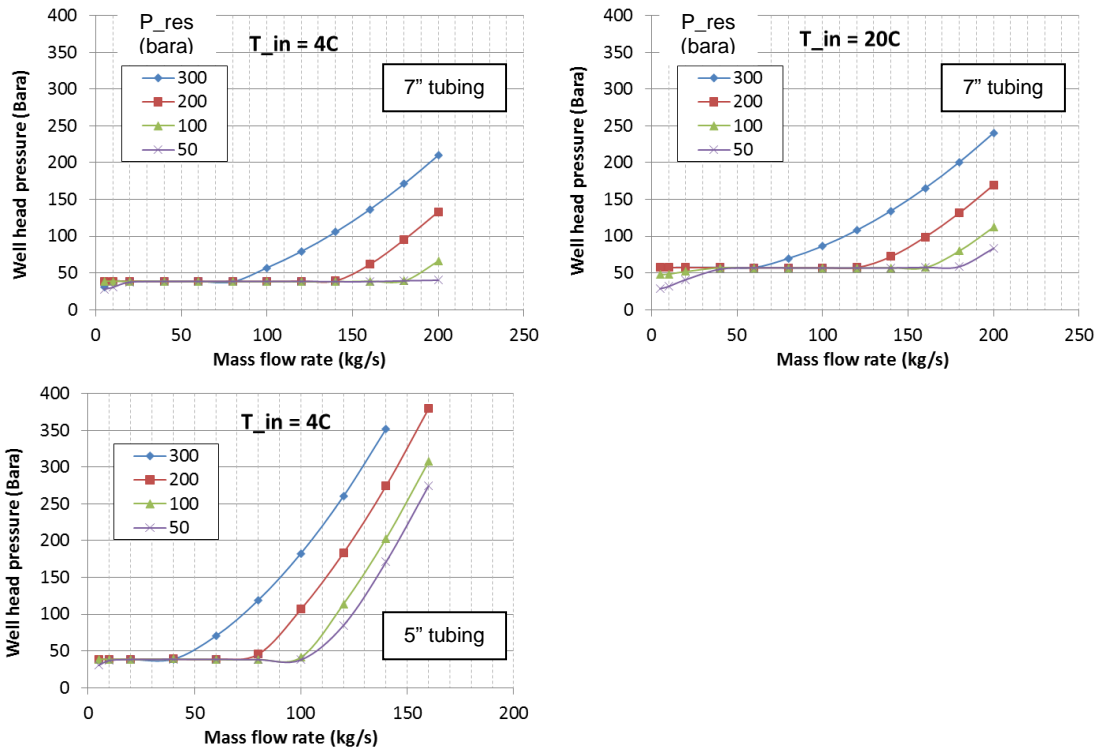 P_res
(bara)
T_in = 4C
7” tubing
300
200
100
50
Well head pressure (Bara)
400
350
300
250
200
150
100
50
0
0 50 100 150 200 250
Mass flow rate (kg/s)
P_res
(bara)
T_in = 20C
7” tubing
300
200
100
50
Well head pressure (Bara)
400
350
300
250
200
150
100
50
0
0 50 100 150 200 250
Mass flow rate (kg/s)
T_in = 4C
300
200
100
50
5” tubing
Well head pressure (Bara)
400
350
300
250
200
150
100
50
0
0 50 100 150 200
Mass flow rate (kg/s)